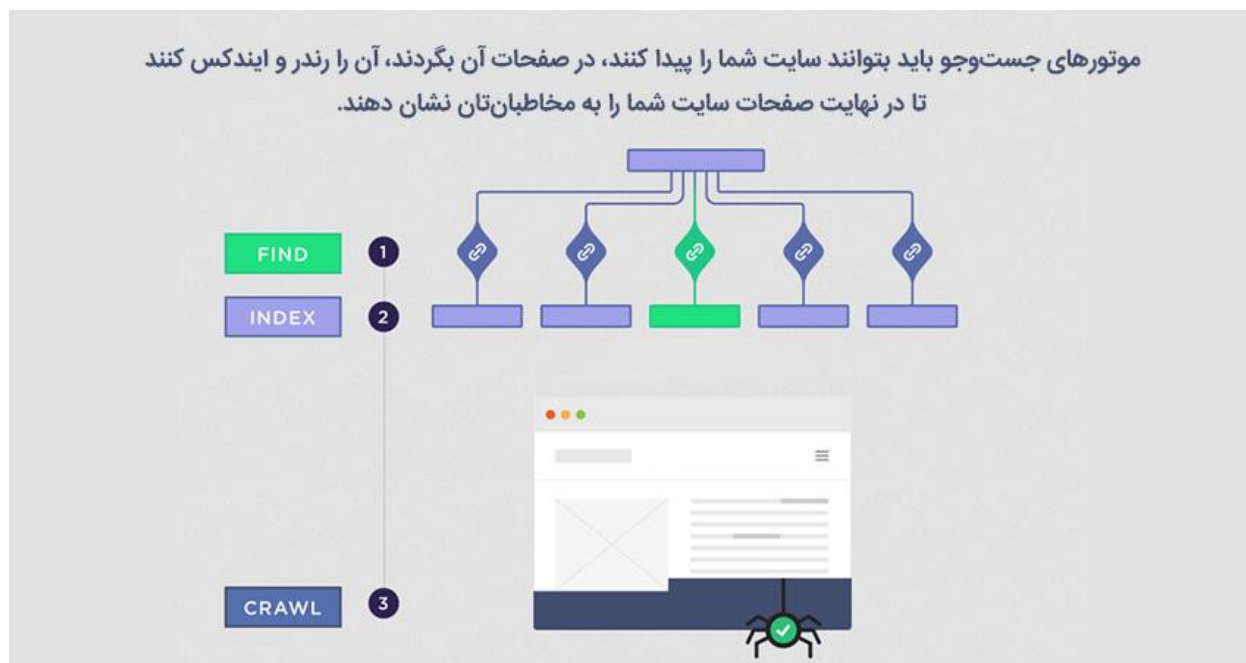 موتورهای جست‌وجو باید بتوانند سایت شما را پیدا کنند، در صفحات آن بگردند، آن را رندر و ایندکس کنند
تا در نهایت صفحات سایت شما را به مخاطبان‌تان نشان دهند.
FIND 1
INDEX 2
CRAWL 3